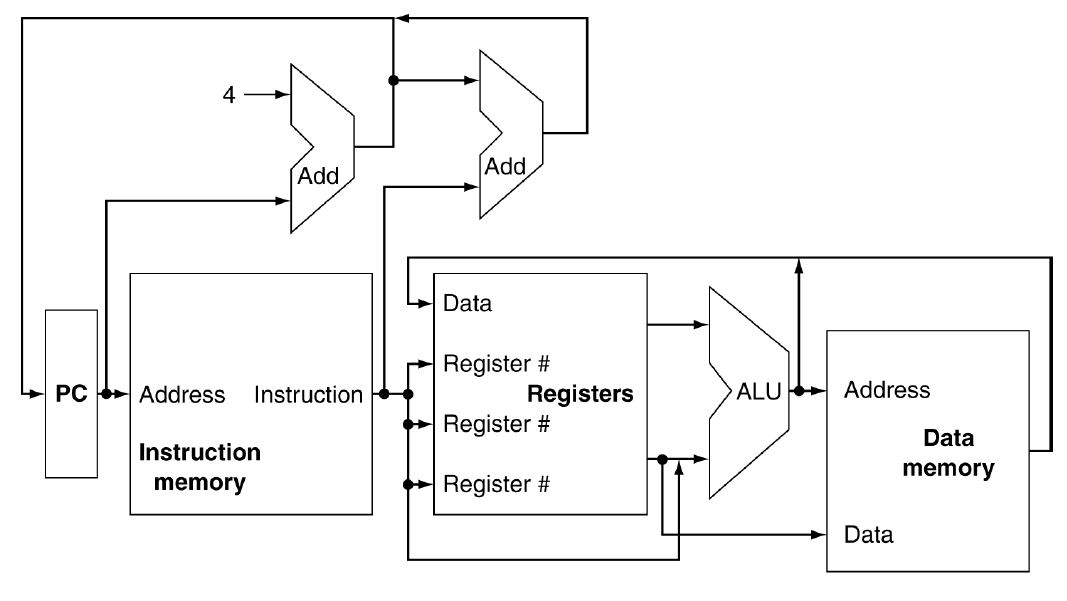 4
Add
Add
Data
Register #
PC
Address
Instruction
Registers
ALU
Address
Register #
Instruction
memory
Data
memory
Register #
Data